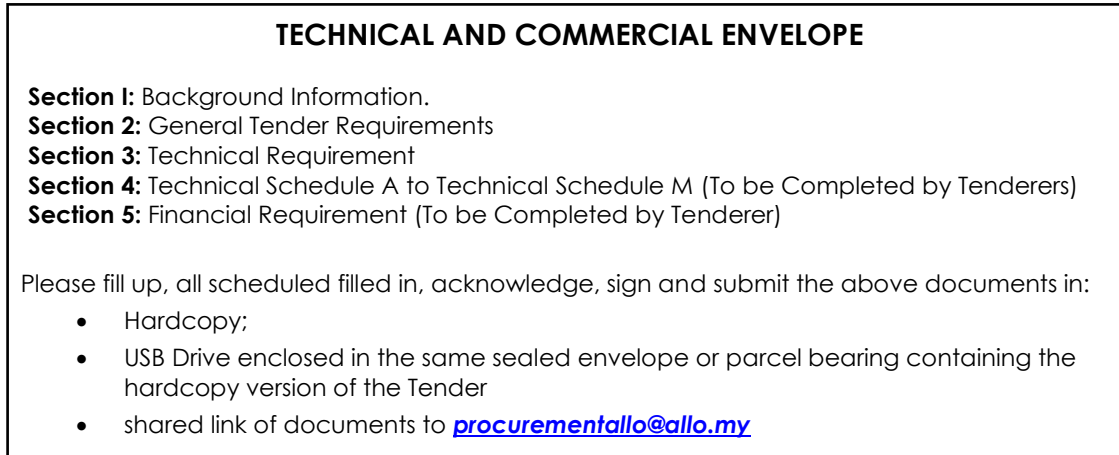 TECHNICAL AND COMMERCIAL ENVELOPE
Section I: Background Information.
Section 2: General Tender Requirements
Section 3: Technical Requirement
Section 4: Technical Schedule A to Technical Schedule M (To be Completed by Tenderers)
Section 5: Financial Requirement (To be Completed by Tenderer)
Please fill up, all scheduled filled in, acknowledge, sign and submit the above documents in:
• Hardcopy;
• USB Drive enclosed in the same sealed envelope or parcel bearing containing the
hardcopy version of the Tender
• shared link of documents to procurementallo@allo.my